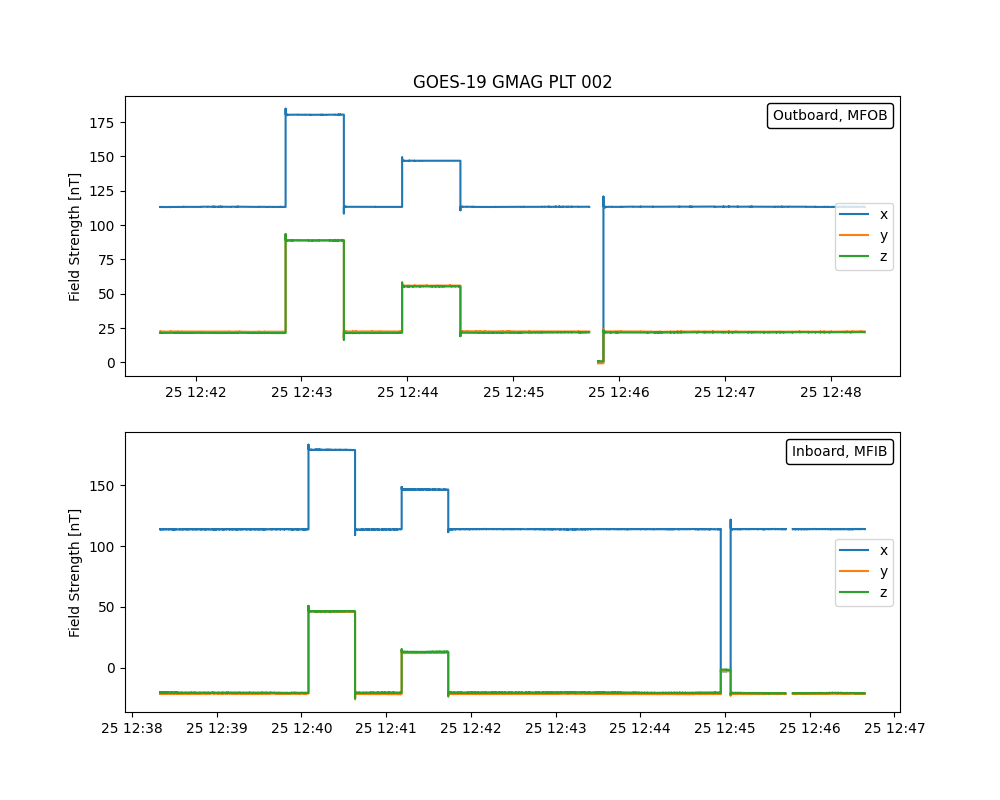 GOES-19 GMAG PLT 002
Outboard, MFOB
175
150
125
100
75
50
25
0
Field Strength [nT]
x
y
z
25 12:42 25 12:43 25 12:44 25 12:45 25 12:46 25 12:47 25 12:48
Inboard, MFIB
150
100
50
0
Field Strength [nT]
x
y
z
25 12:38 25 12:39 25 12:40 25 12:41 25 12:42 25 12:43 25 12:44 25 12:45 25 12:46 25 12:47